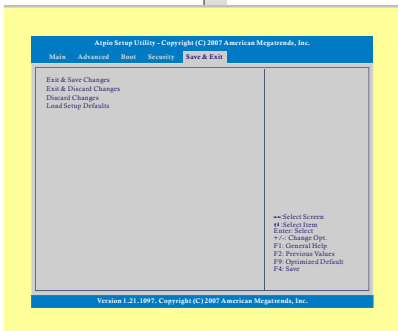 Atpio Setup Utility - Copyright (C) 2007 American Megatrends, Inc.
Main Advanced Boot Security Save & Exit
Exit & Save Changes
Exit & Discard Changes
Discard Changes
Load Setup Defaults
↔:Select Screen
↑↓:Select Item
Enter: Select
+/-: Change Opt.
F1: General Help
F2: Previous Values
F9: Optimized Default
F4: Save
Version 1.21.1097. Copyright (C) 2007 American Megatrends, Inc.